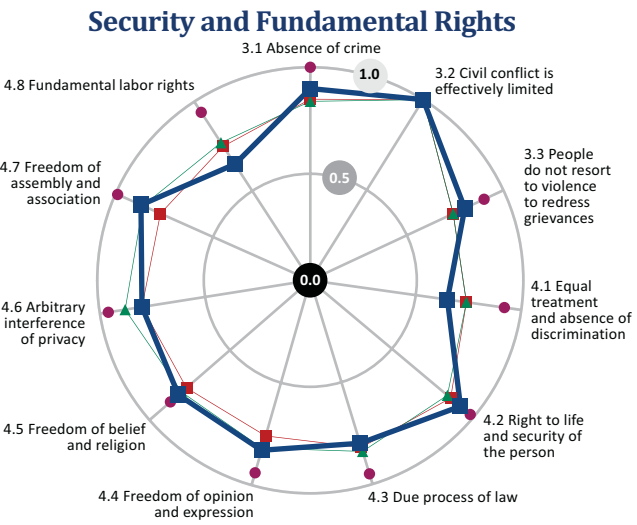 Security and Fundamental Rights
3.1 Absence of crime
1.0
3.2 Civil conflict is
effectively limited
4.8 Fundamental labor rights
3.3 People
do not resort
to violence
to redress
grievances
0.5
4.7 Freedom of
assembly and
association
0.0
4.1 Equal
treatment
and absence of
discrimination
4.6 Arbitrary
interference
of privacy
4.2 Right to life
and security of
the person
4.5 Freedom of belief
and religion
4.4 Freedom of opinion
and expression
4.3 Due process of law